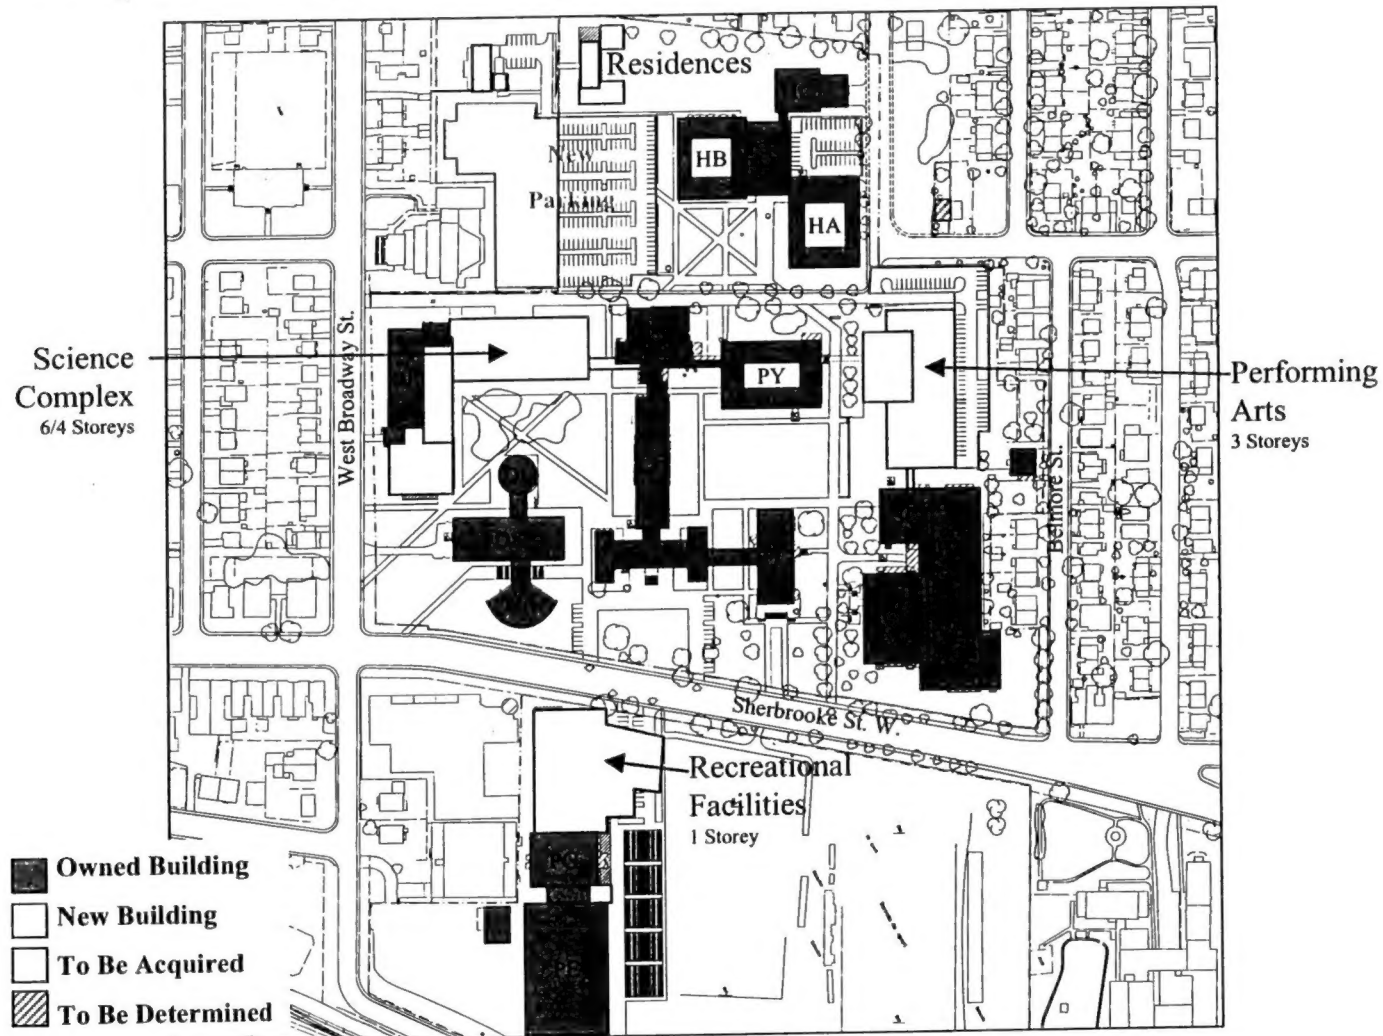 Residences
HB
New
Parking
HA
West Broadway St.
Science
Complex
6/4 Storeys
PY
Performing
Arts
3 Storeys
Belmore St.
Sherbrooke St. W.
Recreational
Facilities
1 Storey
PC
Owned Building
New Building
To Be Acquired
To Be Determined